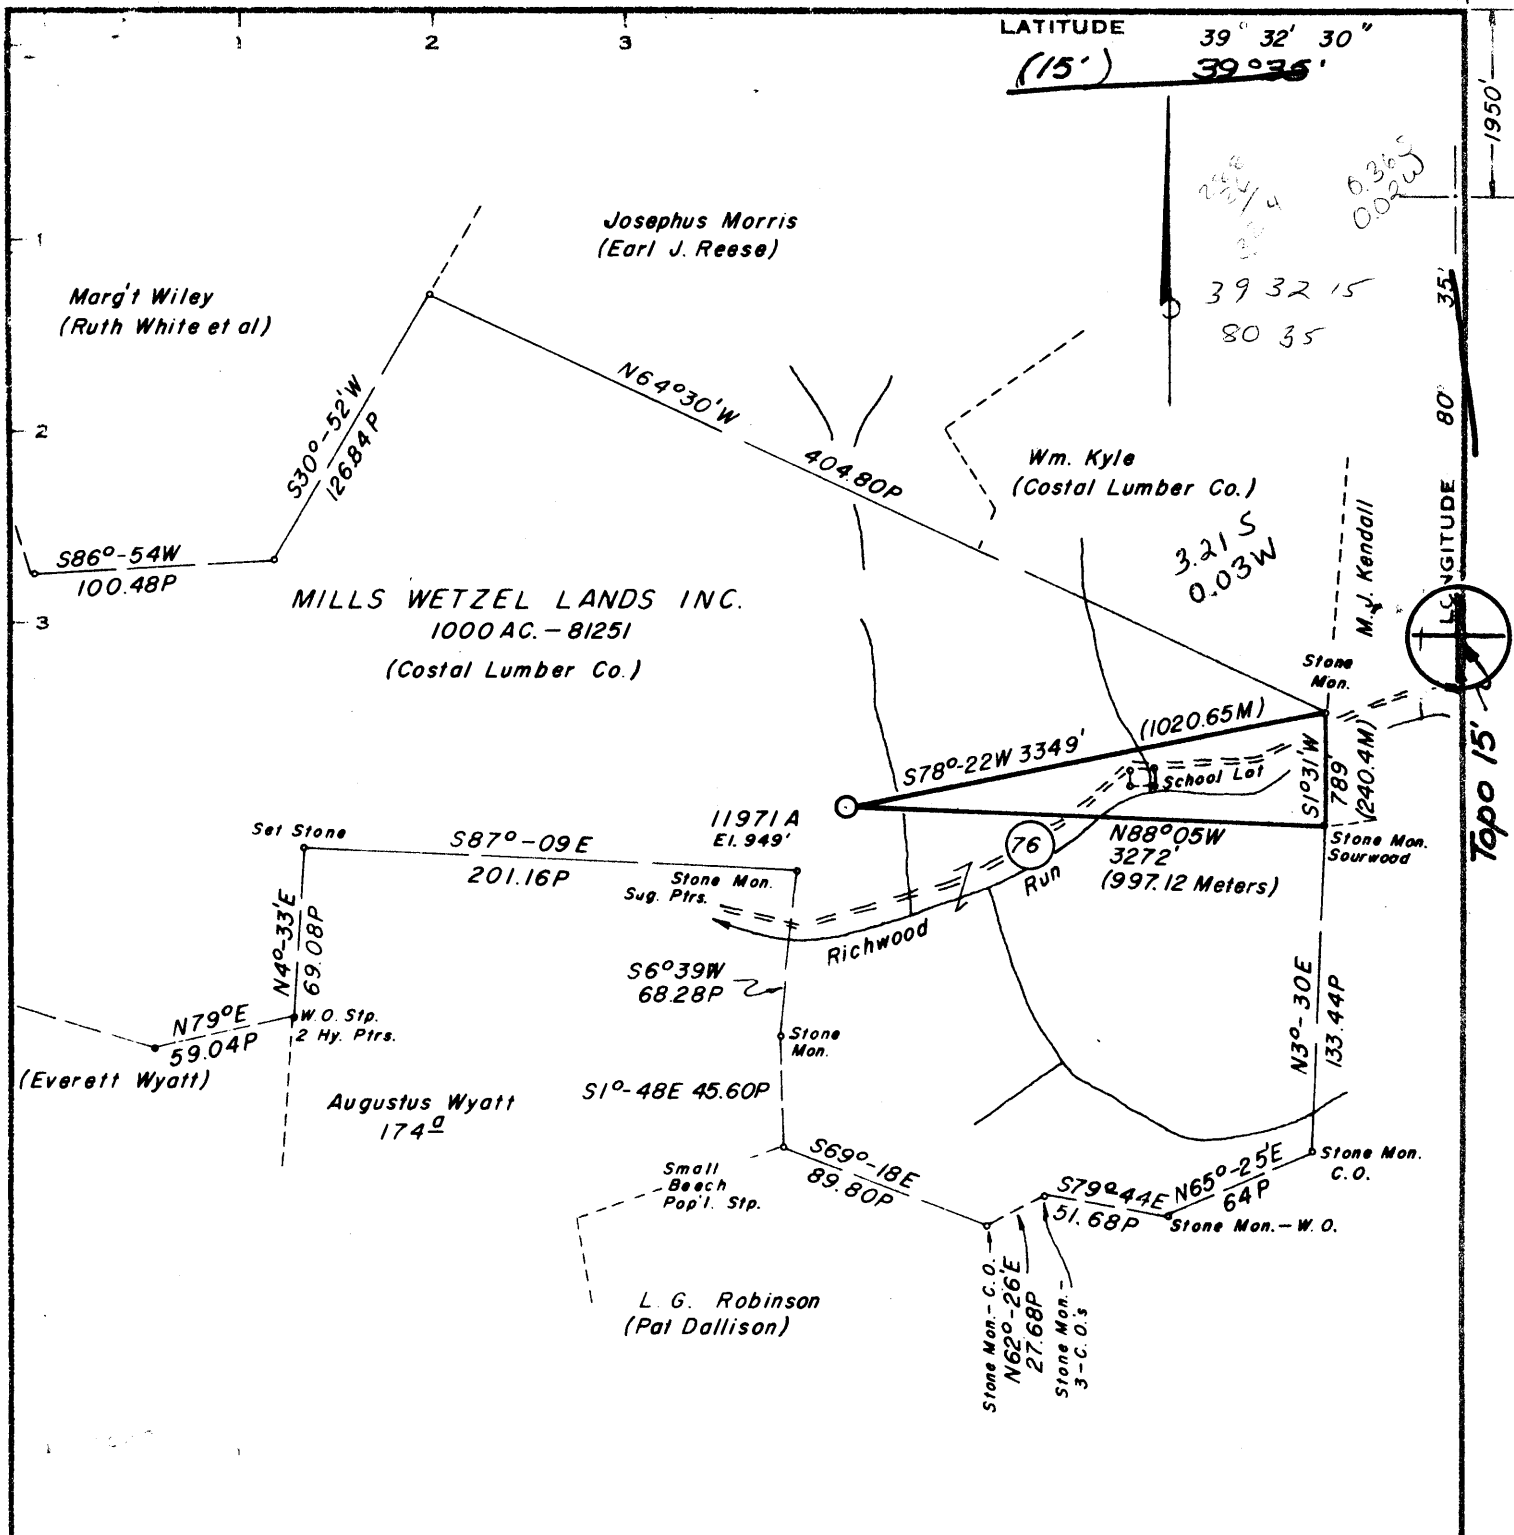 1 2 3
LATITUDE 39° 32' 30"
(15') 39°35'
1950'
6.36 S
0.02 W
39 32 15
80 35
LONGITUDE 80° 35'
1
2
3
Josephus Morris
(Earl J. Reese)
Marg't Wiley
(Ruth White et al)
S30°-52'W
126.84P
N64°30'W
404.80P
Wm. Kyle
(Costal Lumber Co.)
3.21 S
0.03W
M.J. Kendall
S86°-54W
100.48P
MILLS WETZEL LANDS INC.
1000 AC. - 81251
(Costal Lumber Co.)
Stone
Mon.
Topo 15'
S78°-22W 3349'
(1020.65M)
School Lot
S1°31'W
789'
(240.4M)
11971A
El. 949'
N88°05W
3272'
(997.12 Meters)
Stone Mon.
Sourwood
76
Richwood Run
Set Stone
S87°-09E
201.16P
Stone Mon.
Sug. Ptrs.
N4°-33'E
69.08P
S6°39W
68.28P
N79°E
59.04P
W.O. Stp.
2 Hy. Ptrs.
(Everett Wyatt)
Augustus Wyatt
174a
Stone
Mon.
S1°-48E 45.60P
N3°-30E
133.44P
Small
Beech
Pop'l. Stp.
S69°-18E
89.80P
S79°44E
51.68P
N65°-25'E
64P
Stone Mon.
C.O.
Stone Mon.-W.O.
Stone Mon.-C.O.
N62°-26'E
27.68P
Stone Mon.-
3-C.O.'s
L. G. Robinson
(Pat Dallison)